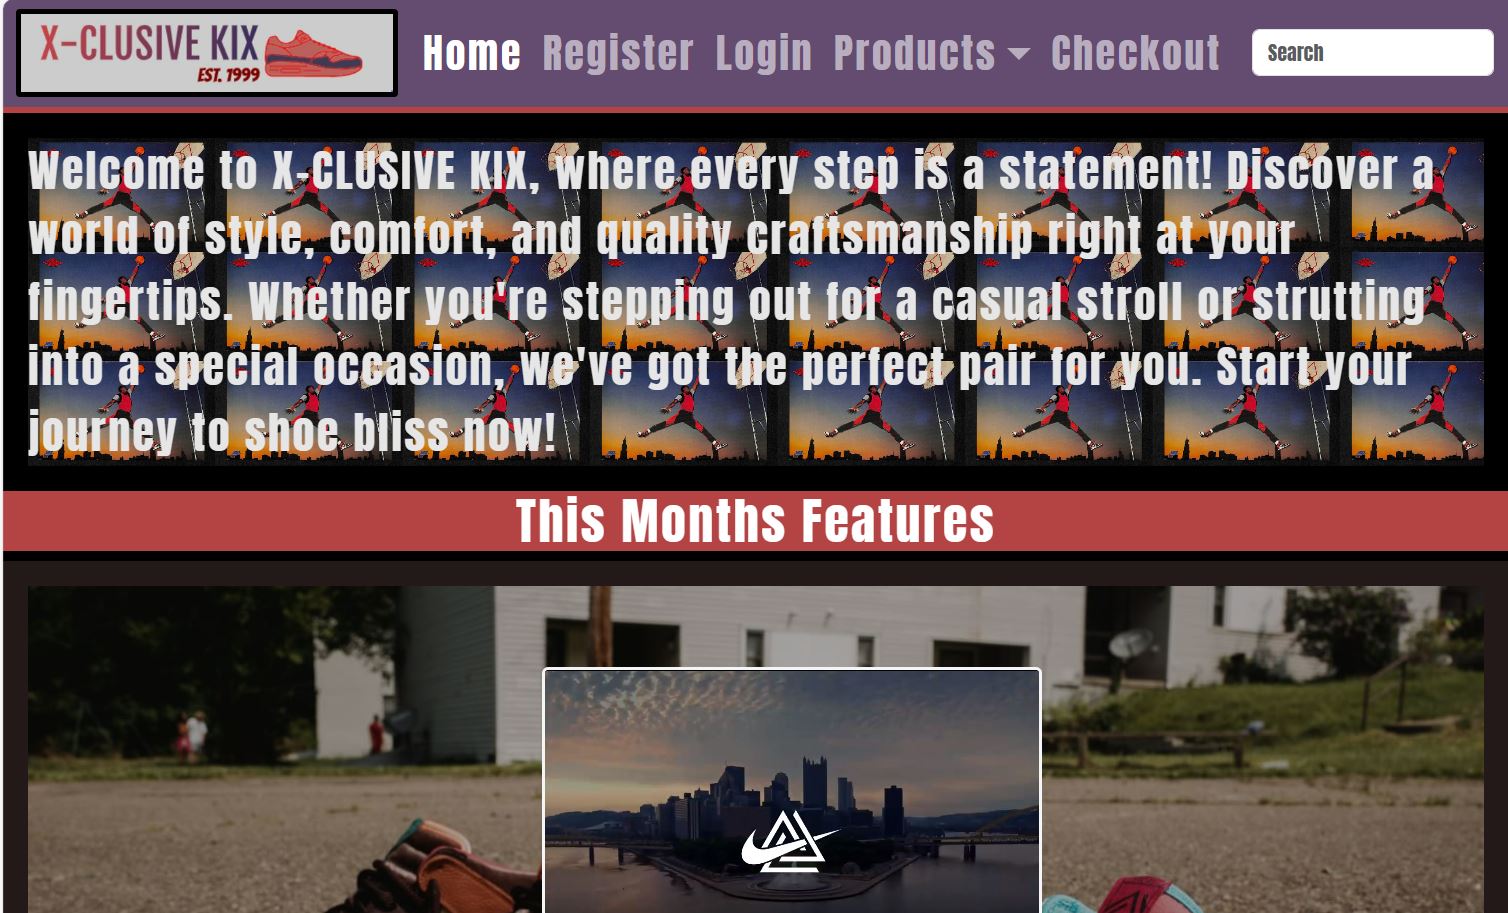 X-CLUSIVE KIX
EST. 1999
Home Register Login Products Checkout
Search
Welcome to X-CLUSIVE KIX, where every step is a statement! Discover a
world of style, comfort, and quality craftsmanship right at your
fingertips. Whether you're stepping out for a casual stroll or strutting
into a special occasion, we've got the perfect pair for you. Start your
journey to shoe bliss now!
This Months Features